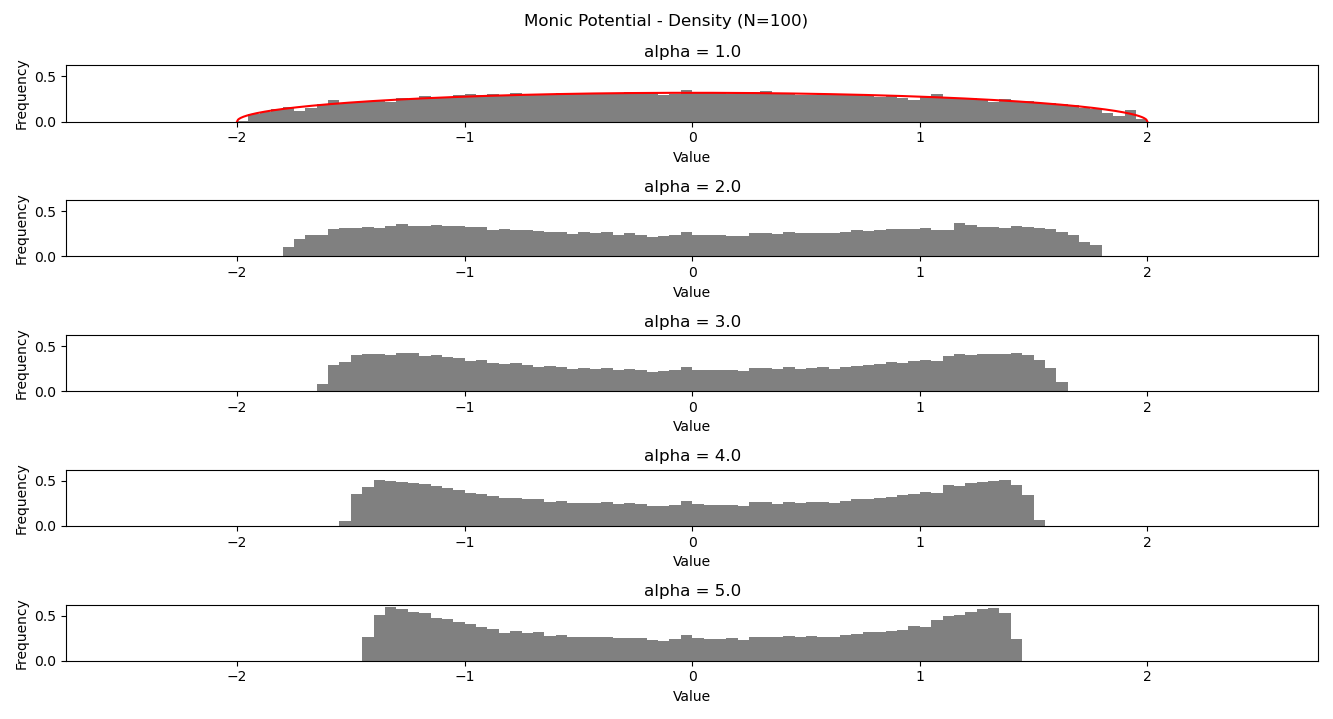 Monic Potential - Density (N=100)
alpha = 1.0
Frequency
0.5
0.0
−2 −1 0 1 2
Value
alpha = 2.0
Frequency
0.5
0.0
−2 −1 0 1 2
Value
alpha = 3.0
Frequency
0.5
0.0
−2 −1 0 1 2
Value
alpha = 4.0
Frequency
0.5
0.0
−2 −1 0 1 2
Value
alpha = 5.0
Frequency
0.5
0.0
−2 −1 0 1 2
Value